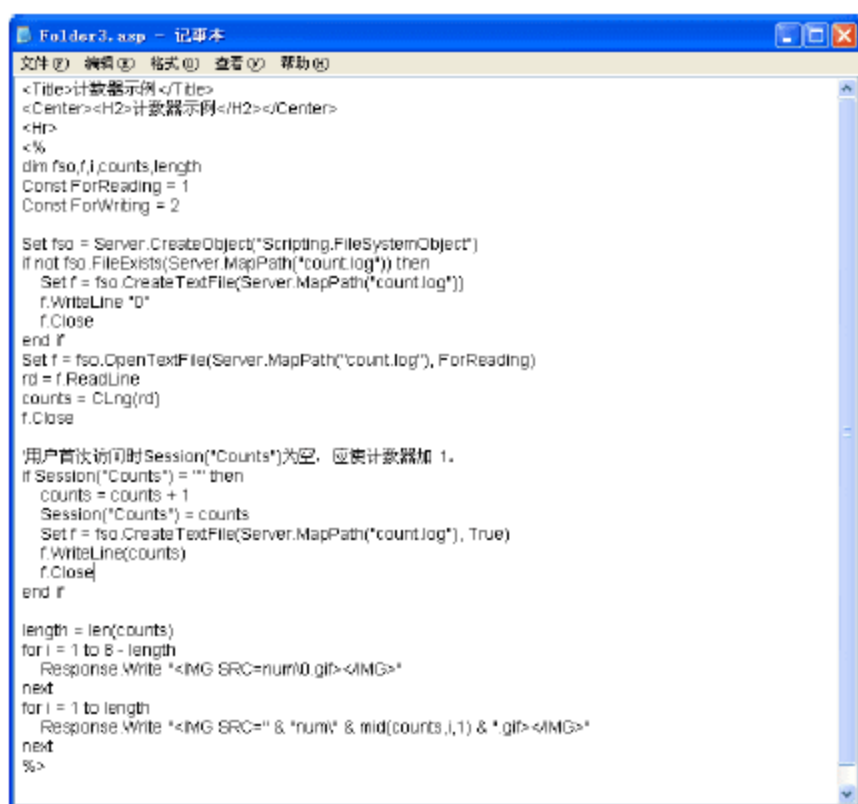 Folder3.asp - 记事本
文件(F) 编辑(E) 格式(O) 查看(V) 帮助(H)
<Title>计数器示例</Title>
<Center><H2>计数器示例</H2></Center>
<Hr>
<%
dim fso,f,i,counts,length
Const ForReading = 1
Const ForWriting = 2
Set fso = Server.CreateObject("Scripting.FileSystemObject")
if not fso.FileExists(Server.MapPath("count.log")) then
Set f = fso.CreateTextFile(Server.MapPath("count.log"))
f.WriteLine "0"
f.Close
end if
Set f = fso.OpenTextFile(Server.MapPath("count.log"), ForReading)
rd = f.ReadLine
counts = CLng(rd)
f.Close
'用户首次访问时Session("Counts")为空，应使计数器加 1。
if Session("Counts") = "" then
counts = counts + 1
Session("Counts") = counts
Set f = fso.CreateTextFile(Server.MapPath("count.log"), True)
f.WriteLine(counts)
f.Close
end if
length = len(counts)
for i = 1 to 8 - length
Response.Write "<IMG SRC=num\0.gif></IMG>"
next
for i = 1 to length
Response.Write "<IMG SRC=" & "num\" & mid(counts,i,1) & ".gif></IMG>"
next
%>